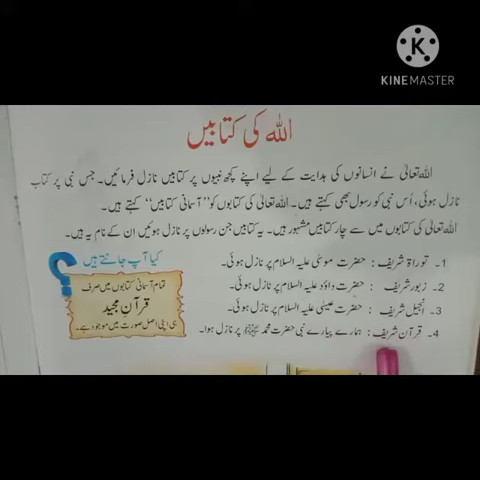 KINEMASTER
اللہ کی کتابیں
اللہ تعالیٰ نے انسانوں کی ہدایت کے لیے اپنے کچھ نبیوں پر کتابیں نازل فرمائیں۔ جس نبی پر کتاب
نازل ہوئی، اُس نبی کو رسول بھی کہتے ہیں۔ اللہ تعالیٰ کی کتابوں کو "آسمانی کتابیں" کہتے ہیں۔
اللہ تعالیٰ کی کتابوں میں سے چار کتابیں مشہور ہیں۔ یہ کتابیں جن رسولوں پر نازل ہوئیں ان کے نام یہ ہیں۔
1۔ توراۃ شریف : حضرت موسیٰ علیہ السلام پر نازل ہوئی۔
2۔ زبور شریف : حضرت داؤد علیہ السلام پر نازل ہوئی۔
3۔ انجیل شریف : حضرت عیسیٰ علیہ السلام پر نازل ہوئی۔
4۔ قرآن شریف : ہمارے پیارے نبی حضرت محمد ﷺ پر نازل ہوا۔
کیا آپ جانتے ہیں ؟
تمام آسمانی کتابوں میں صرف
قرآنِ مجید
ہی اپنی اصل صورت میں موجود ہے۔